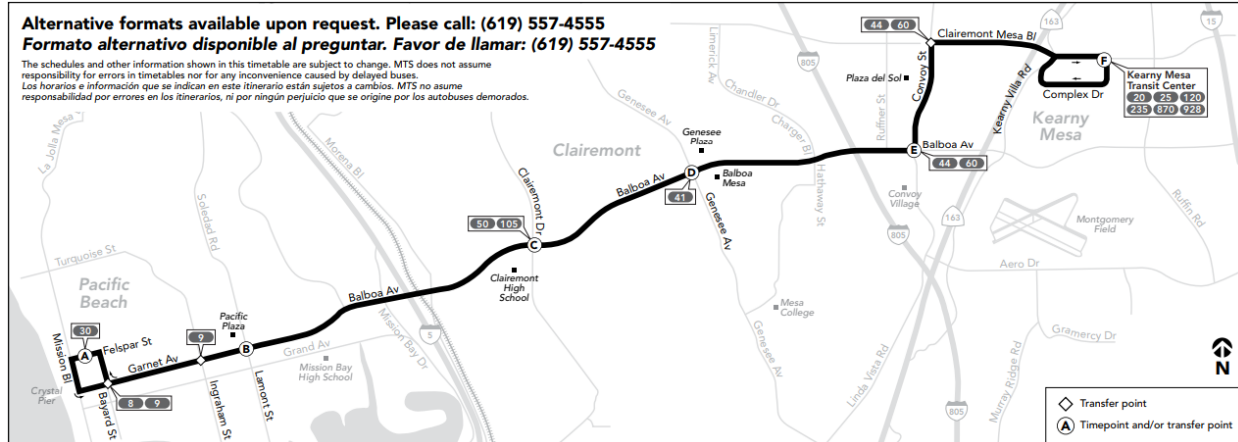 Alternative formats available upon request. Please call: (619) 557-4555
Formato alternativo disponible al preguntar. Favor de llamar: (619) 557-4555
The schedules and other information shown in this timetable are subject to change. MTS does not assume
responsibility for errors in timetables nor for any inconvenience caused by delayed buses.
Los horarios e información que se indican en este itinerario están sujetos a cambios. MTS no asume
responsabilidad por errores en los itinerarios, ni por ningún perjuicio que se origine por los autobuses demorados.
44 60
163
15
Clairemont Mesa Bl
Limerick Av
805
Plaza del Sol
Convoy St
Kearny Villa Rd
F
Kearny Mesa
Transit Center
20 25 120
235 870 928
Complex Dr
Chandler Dr
Genesee Av
Ruffner St
Kearny
Mesa
La Jolla Mesa
Charger Bl
Genesee
Plaza
Clairemont
Morena Bl
E
Balboa Av
44 60
D
Balboa
Mesa
41
Clairemont Dr
Balboa Av
Hathaway St
Convoy
Village
Soledad Rd
Genesee Av
163
Ruffin Rd
50 105
C
805
Montgomery
Field
Turquoise St
Clairemont
High
School
Aero Dr
Pacific
Beach
Balboa Av
Mesa
College
Pacific
Plaza
Mission Bay Dr
5
Gramercy Dr
30
A
Felspar St
9
B
Grand Av
Mission Bl
Garnet Av
Mission Bay
High School
Genesee Av
Linda Vista Rd
Murray Ridge Rd
N
Crystal
Pier
Bayard St
8 9
Ingraham St
Lamont St
805
Transfer point
A
Timepoint and/or transfer point